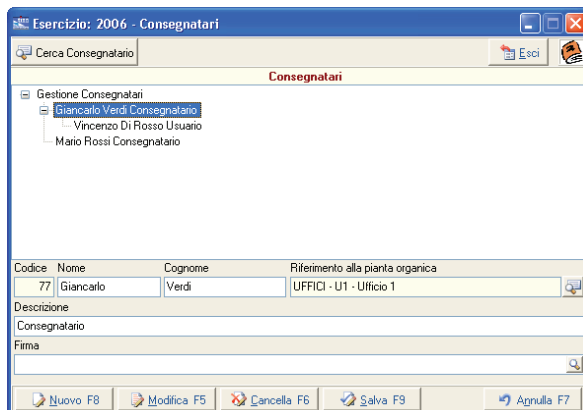 Esercizio: 2006 - Consegnatari
Cerca Consegnatario Esci
Consegnatari
Gestione Consegnatari
Giancarlo Verdi Consegnatario
Vincenzo Di Rosso Usuario
Mario Rossi Consegnatario
Codice Nome Cognome Riferimento alla pianta organica
77 Giancarlo Verdi UFFICI - U1 - Ufficio 1
Descrizione
Consegnatario
Firma
Nuovo F8 Modifica F5 Cancella F6 Salva F9 Annulla F7